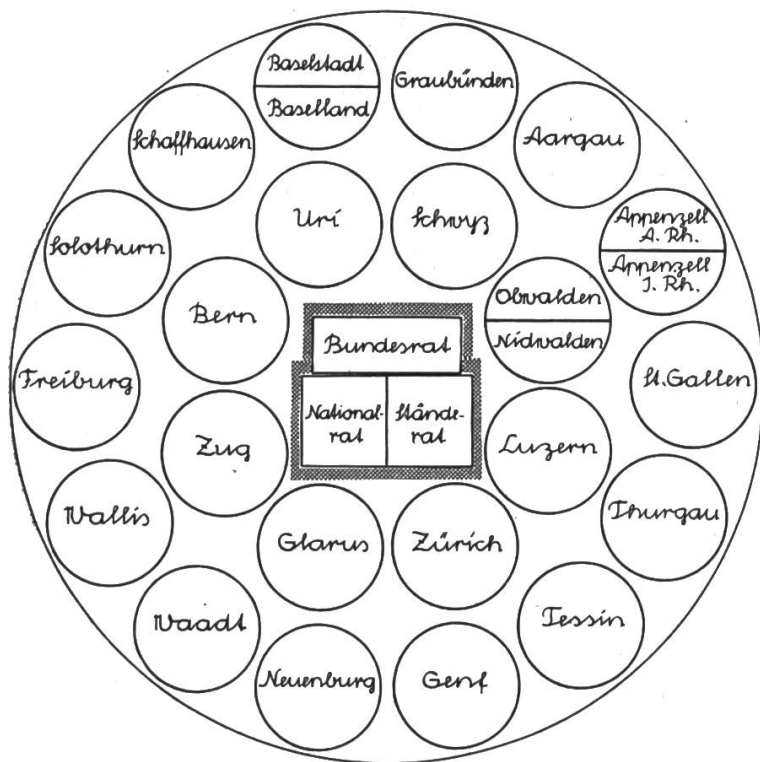 Baselstadt
Baselland
Graubünden
Schaffhausen
Aargau
Uri
Schwyz
Appenzell
A. Rh.
Appenzell
I. Rh.
Solothurn
Bern
Obwalden
Nidwalden
Bundesrat
Freiburg
St. Gallen
National-
rat
Stände-
rat
Zug
Luzern
Wallis
Thurgau
Glarus
Zürich
Waadt
Tessin
Neuenburg
Genf